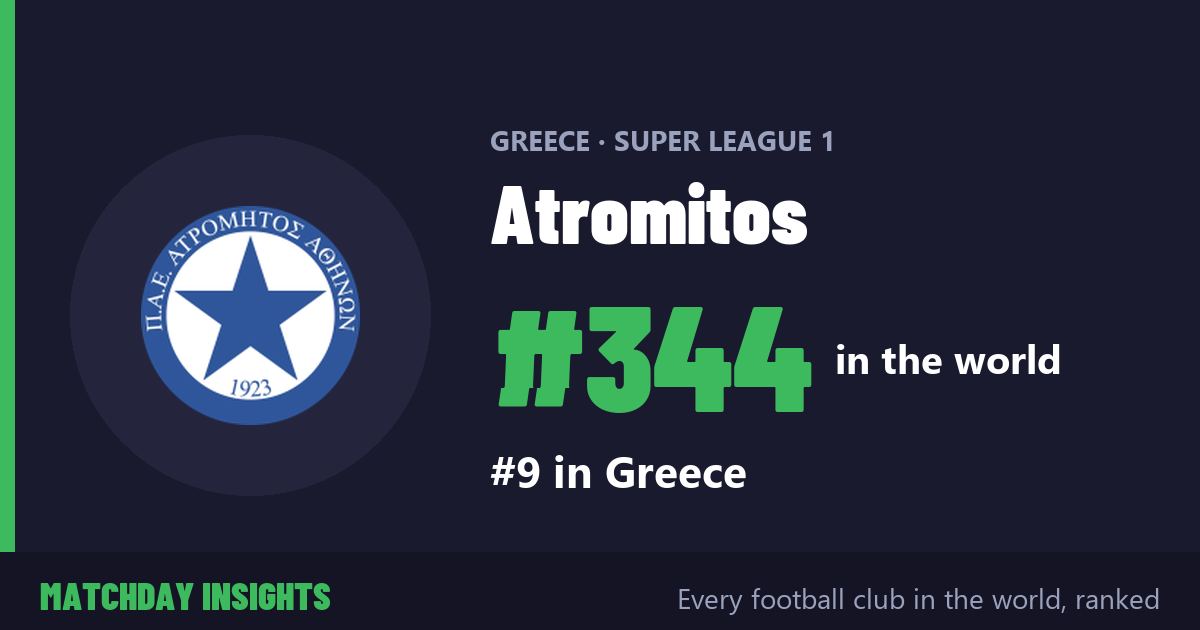 Π.Α.Ε. ΑΤΡΟΜΗΤΟΣ ΑΘΗΝΩΝ
1923
GREECE · SUPER LEAGUE 1
Atromitos
#344 in the world
#9 in Greece
MATCHDAY INSIGHTS
Every football club in the world, ranked